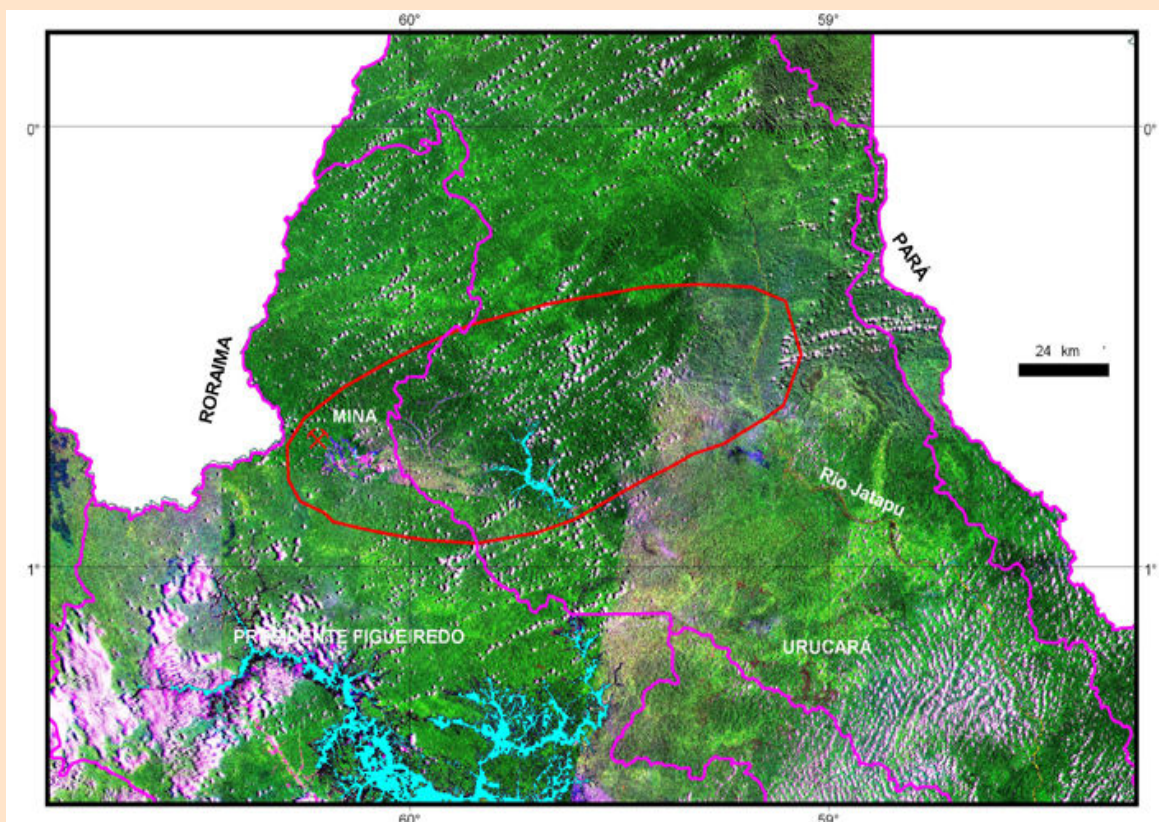 60°
59°
0°
0°
PARÁ
RORAIMA
24 km
MINA
Rio Jatapu
1°
1°
PRESIDENTE FIGUEIREDO
URUCARÁ
60°
59°